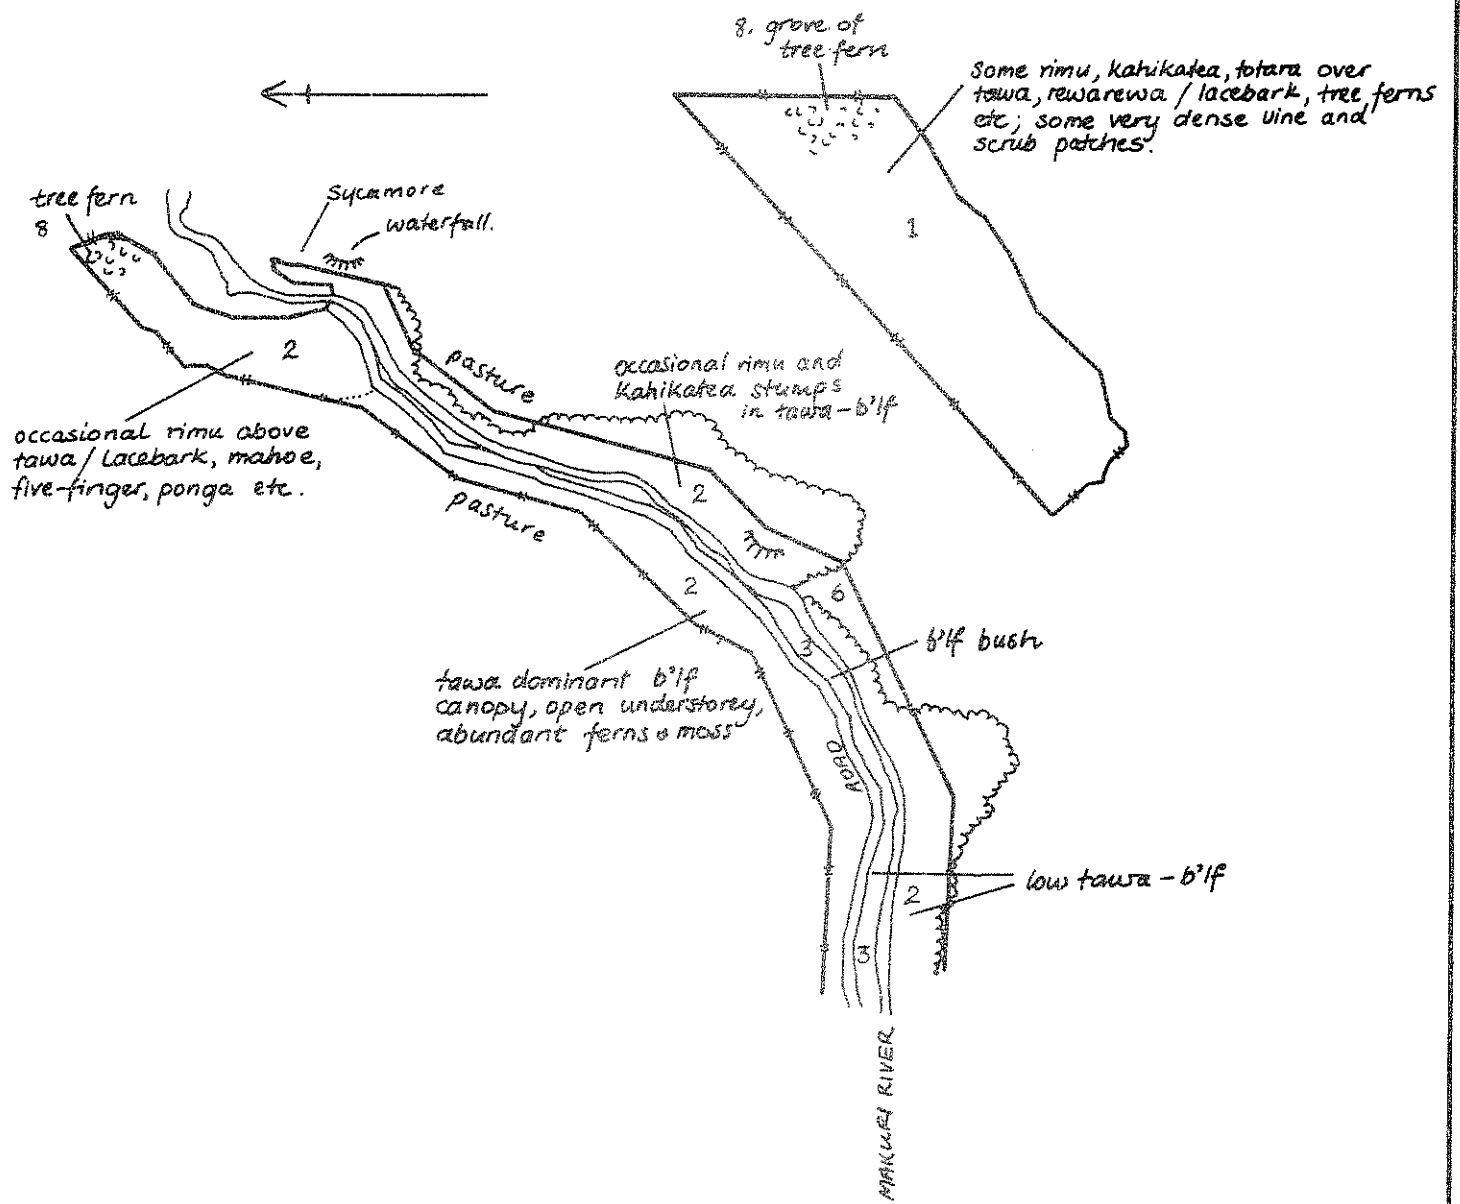 8. grove of
tree fern
Some rimu, kahikatea, totara over
tawa, rewarewa / lacebark, tree ferns
etc; some very dense vine and
scrub patches.
1
tree fern
8
Sycamore
waterfall.
2
pasture
occasional rimu and
Kahikatea stumps
in tawa-b'lf
occasional rimu above
tawa / lacebark, mahoe,
five-finger, ponga etc.
pasture
2
2
6
3
b'lf bush
tawa dominant b'lf
canopy, open understorey,
abundant ferns & moss
ROAD
low tawa - b'lf
2
3
MAKURI RIVER